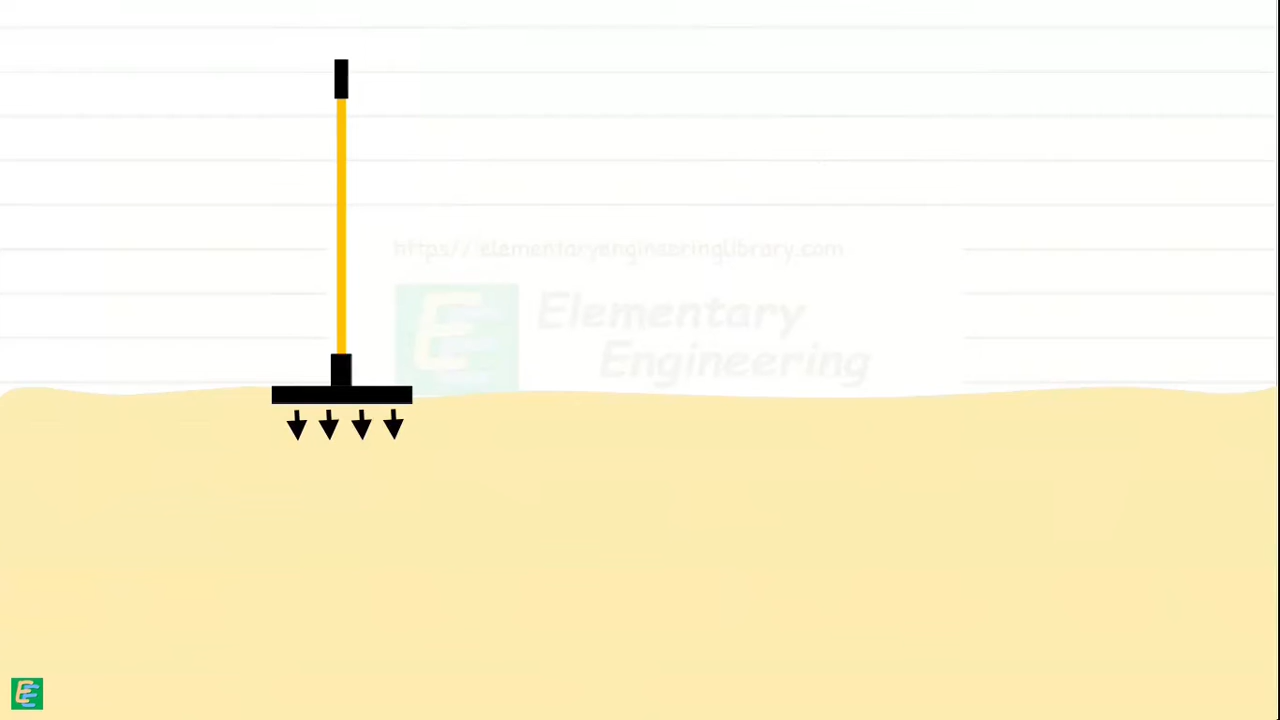 https// elementaryengineeringlibrary.com
E
Elementary
Engineering
E